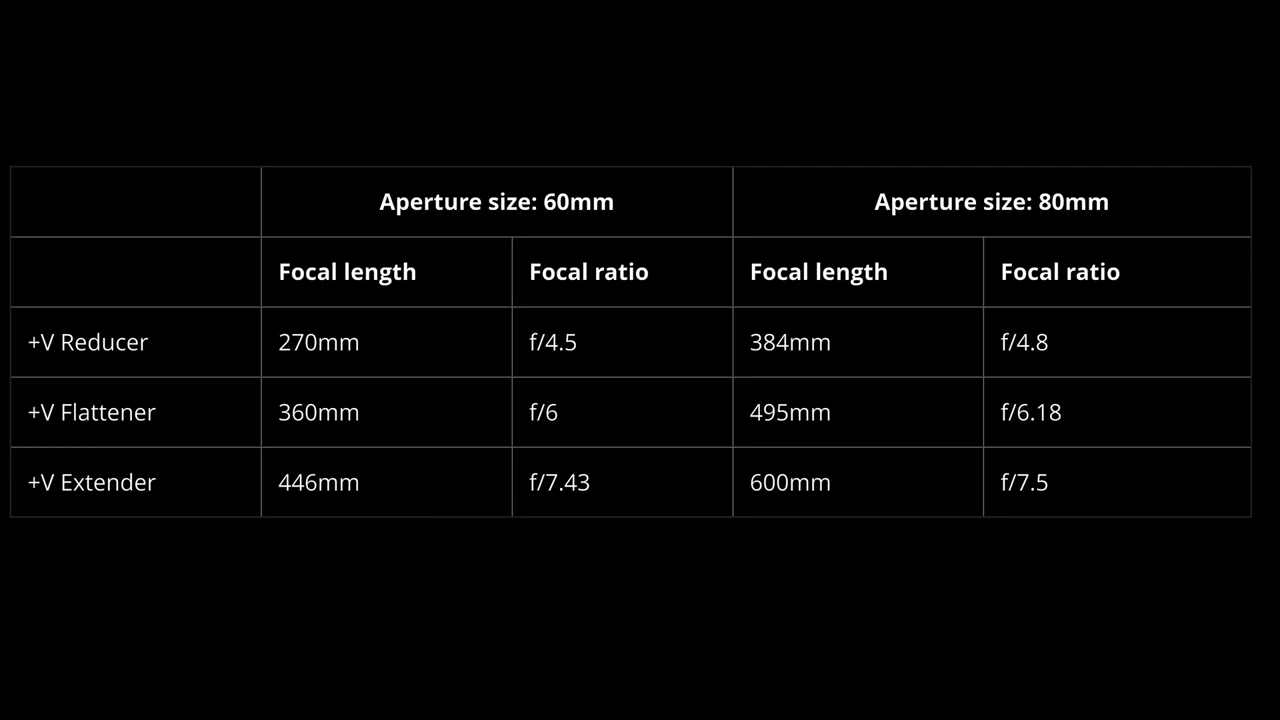 Aperture size: 60mm Aperture size: 80mm
Focal length Focal ratio Focal length Focal ratio
+V Reducer 270mm f/4.5 384mm f/4.8
+V Flattener 360mm f/6 495mm f/6.18
+V Extender 446mm f/7.43 600mm f/7.5